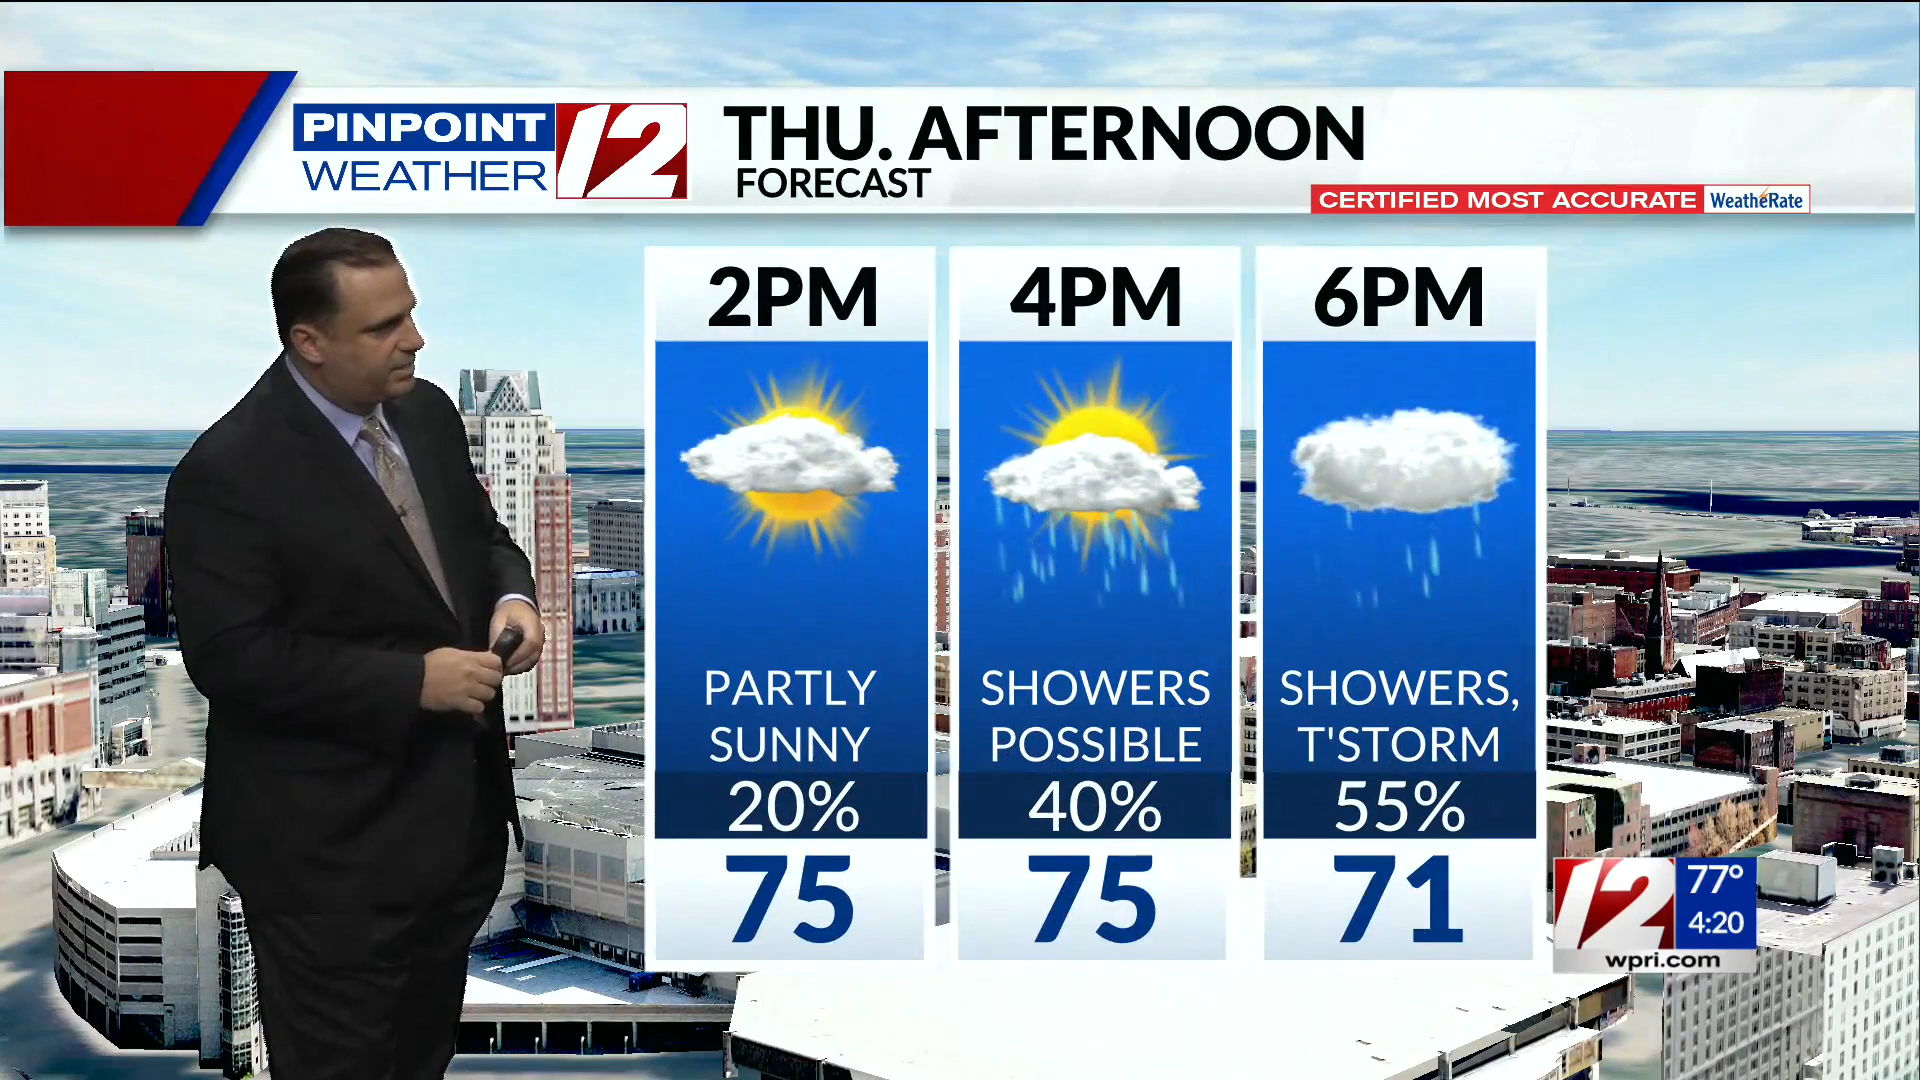 PINPOINT
WEATHER
12
THU. AFTERNOON
FORECAST
CERTIFIED MOST ACCURATE WeatheRate
2PM
PARTLY
SUNNY
20%
75
4PM
SHOWERS
POSSIBLE
40%
75
6PM
SHOWERS,
T'STORM
55%
71
12
77°
4:20
wpri.com